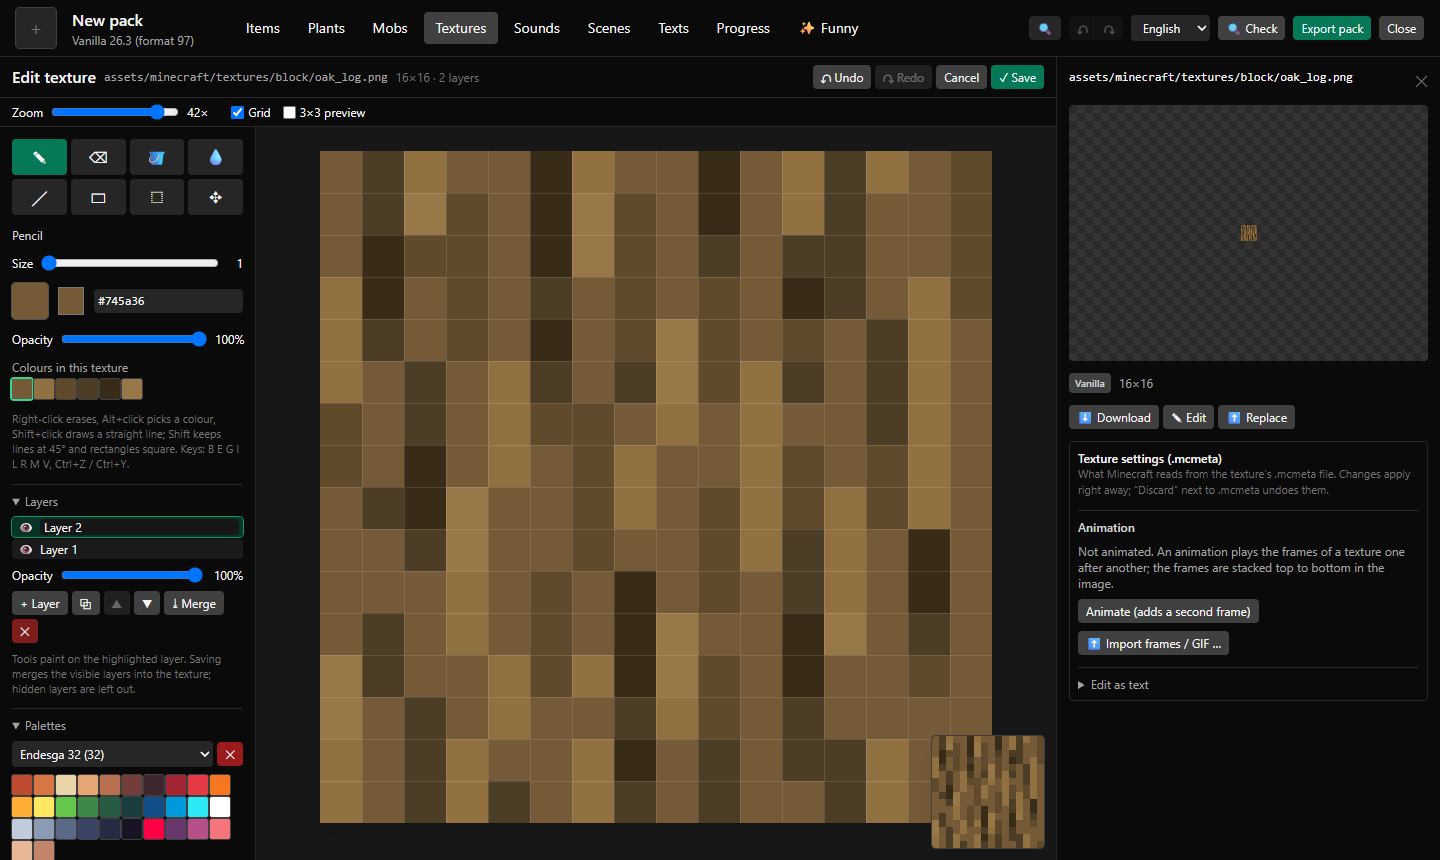 New pack
Vanilla 26.3 (format 97)
Items
Plants
Mobs
Textures
Sounds
Scenes
Texts
Progress
✨ Funny
English
🔍 Check
Export pack
Close
Edit texture assets/minecraft/textures/block/oak_log.png 16×16 · 2 layers
Undo
Redo
Cancel
✓ Save
Zoom
42×
Grid
3×3 preview
Pencil
Size
1
#745a36
Opacity
100%
Colours in this texture
Right-click erases, Alt+click picks a colour,
Shift+click draws a straight line; Shift keeps
lines at 45° and rectangles square. Keys: B E G I
L R M V, Ctrl+Z / Ctrl+Y.
▼ Layers
Layer 2
Layer 1
Opacity
100%
+ Layer
Merge
Tools paint on the highlighted layer. Saving
merges the visible layers into the texture;
hidden layers are left out.
▼ Palettes
Endesga 32 (32)
assets/minecraft/textures/block/oak_log.png
Vanilla
16×16
Download
Edit
Replace
Texture settings (.mcmeta)
What Minecraft reads from the texture's .mcmeta file. Changes apply
right away; "Discard" next to .mcmeta undoes them.
Animation
Not animated. An animation plays the frames of a texture one
after another; the frames are stacked top to bottom in the
image.
Animate (adds a second frame)
Import frames / GIF ...
▶ Edit as text